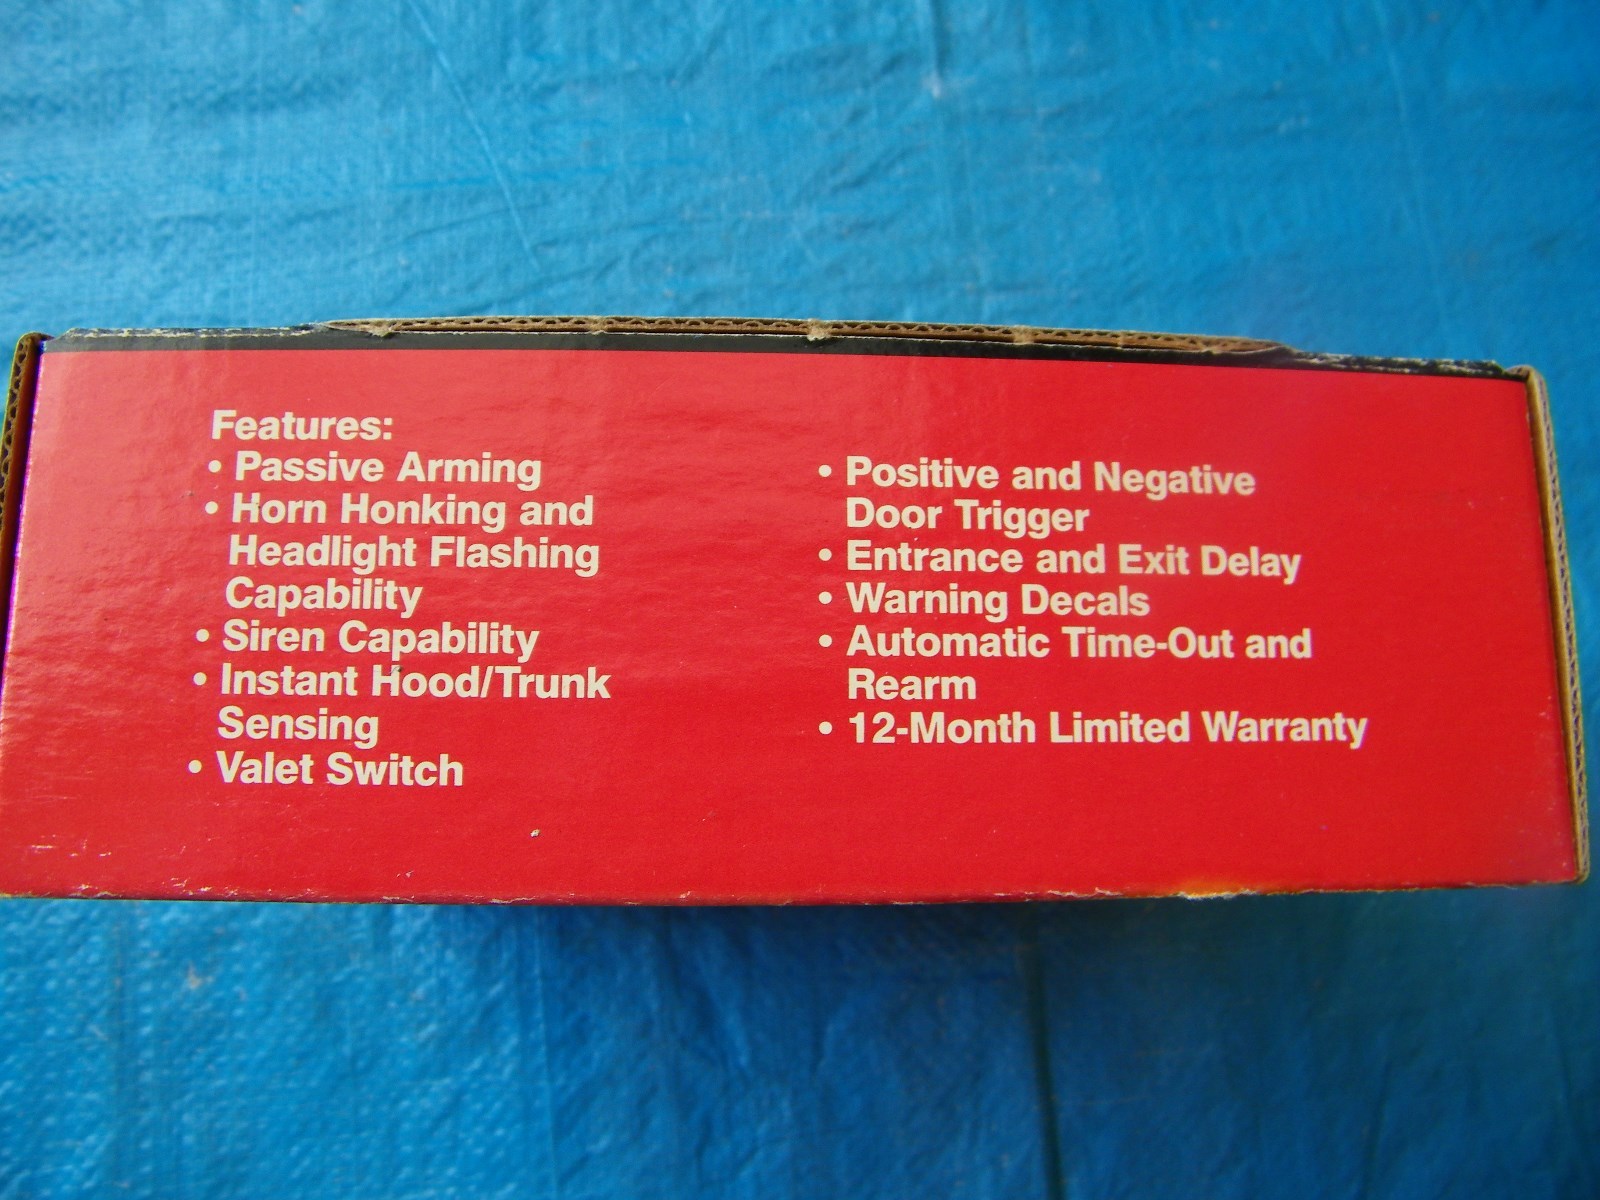 Features:
• Passive Arming
• Horn Honking and
Headlight Flashing
Capability
• Siren Capability
• Instant Hood/Trunk
Sensing
• Valet Switch
• Positive and Negative
Door Trigger
• Entrance and Exit Delay
• Warning Decals
• Automatic Time-Out and
Rearm
• 12-Month Limited Warranty